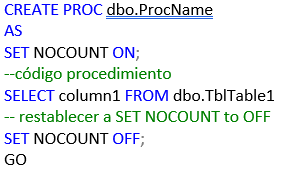 CREATE PROC dbo.ProcName
AS
SET NOCOUNT ON;
--código procedimiento
SELECT column1 FROM dbo.TblTable1
-- restablecer a SET NOCOUNT to OFF
SET NOCOUNT OFF;
GO